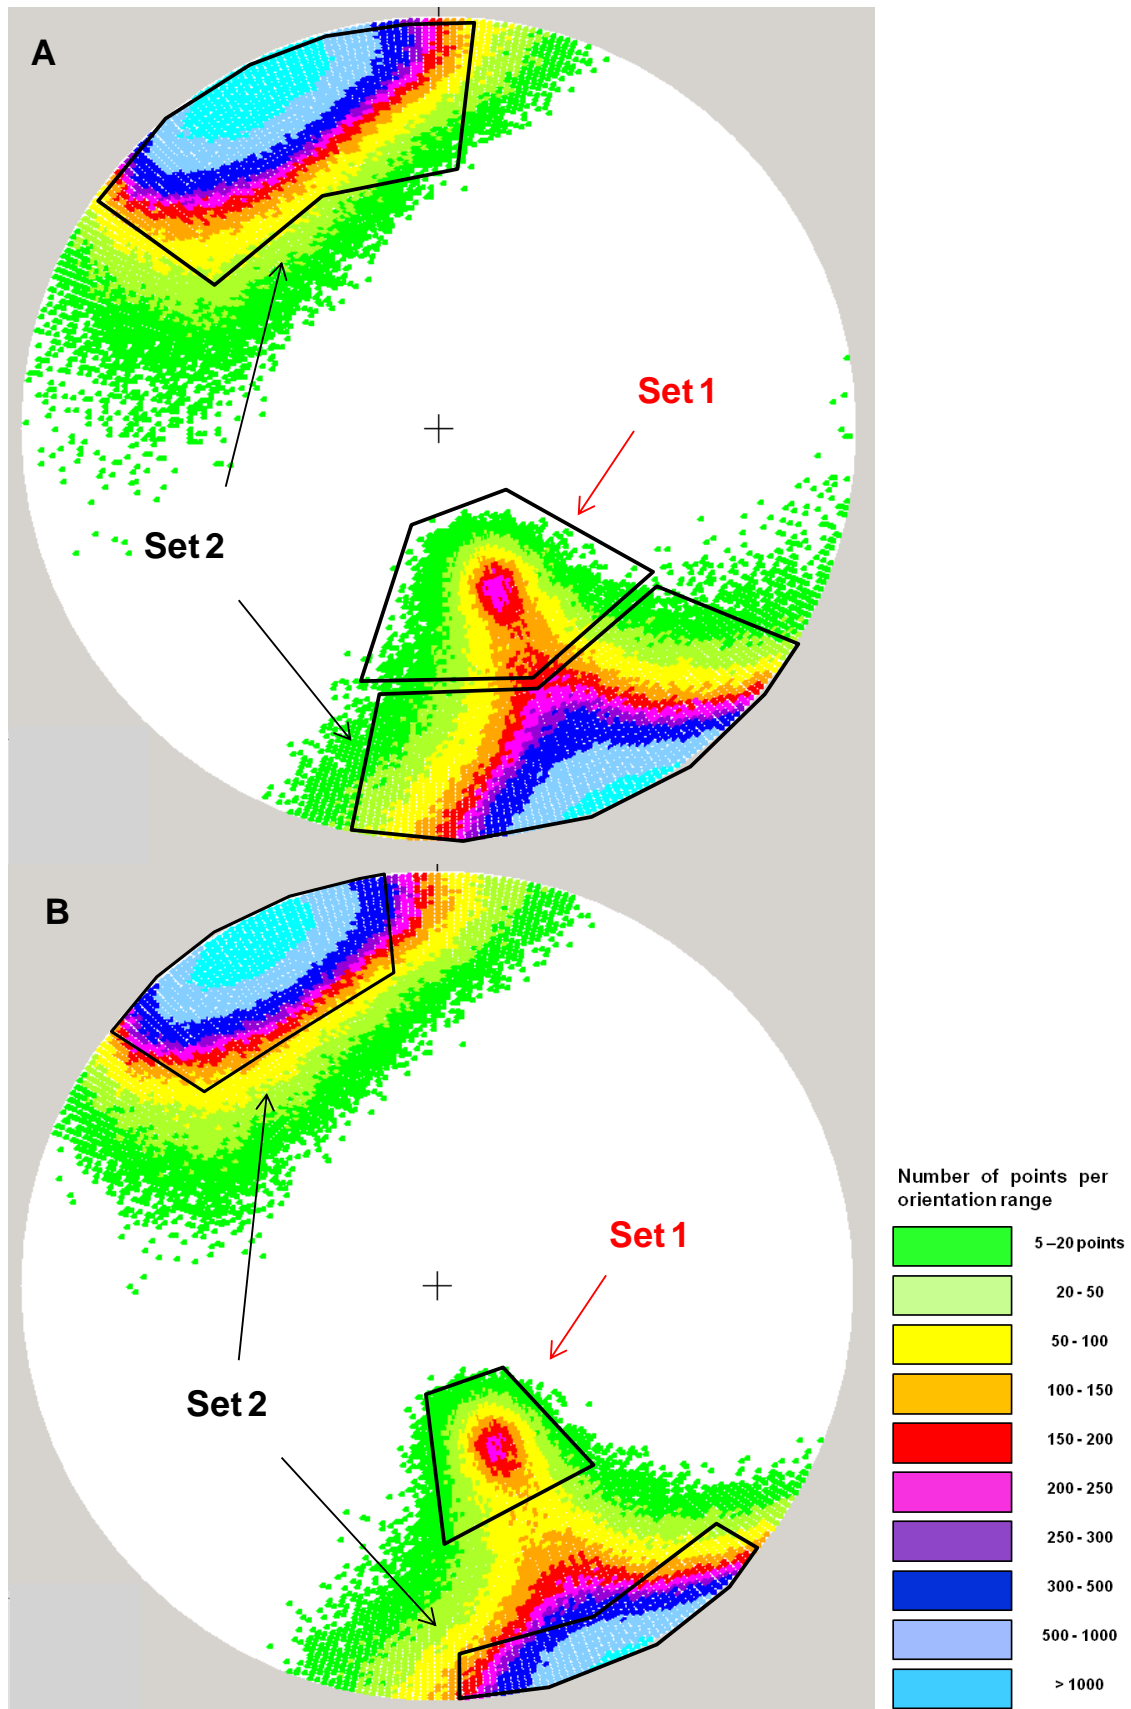 A
Set 1
Set 2
B
Set 1
Set 2
Number of points per
orientation range
5 – 20 points
20 - 50
50 - 100
100 - 150
150 - 200
200 - 250
250 - 300
300 - 500
500 - 1000
> 1000